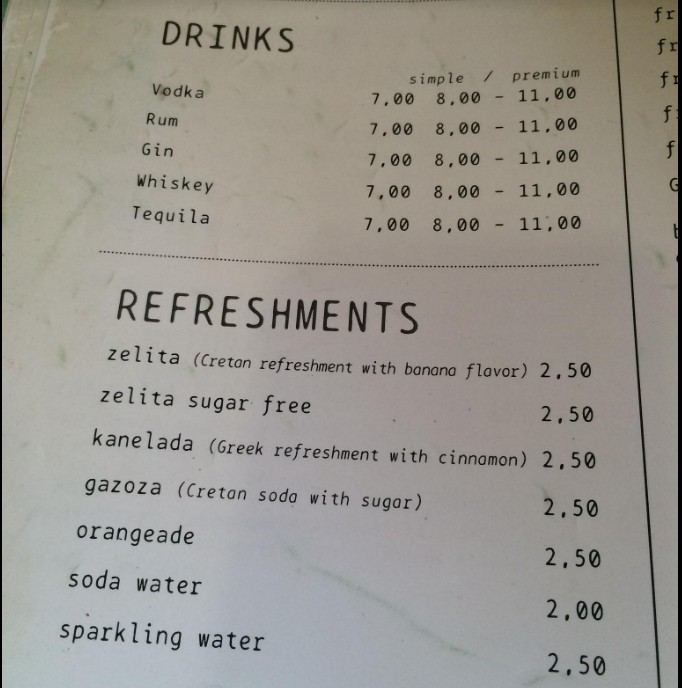 DRINKS
simple / premium
Vodka 7,00 8,00 - 11,00
Rum 7,00 8,00 - 11,00
Gin 7,00 8,00 - 11,00
Whiskey 7,00 8,00 - 11,00
Tequila 7,00 8,00 - 11,00
REFRESHMENTS
zelita (Cretan refreshment with banana flavor) 2,50
zelita sugar free 2,50
kanelada (Greek refreshment with cinnamon) 2,50
gazoza (Cretan soda with sugar) 2,50
orangeade 2,50
soda water 2,00
sparkling water 2,50